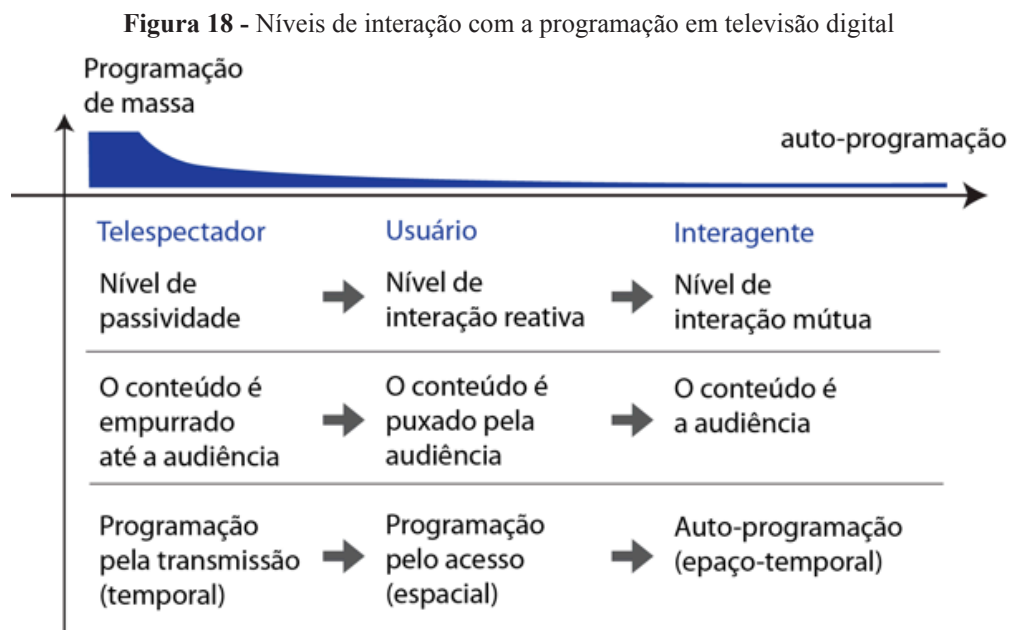 Figura 18 - Níveis de interação com a programação em televisão digital
Programação
de massa
auto-programação
Telespectador
Usuário
Interagente
Nível de
passividade
Nível de
interação reativa
Nível de
interação mútua
O conteúdo é
empurrado
até a audiência
O conteúdo é
puxado pela
audiência
O conteúdo é
a audiência
Programação
pela transmissão
(temporal)
Programação
pelo acesso
(espacial)
Auto-programação
(epaço-temporal)